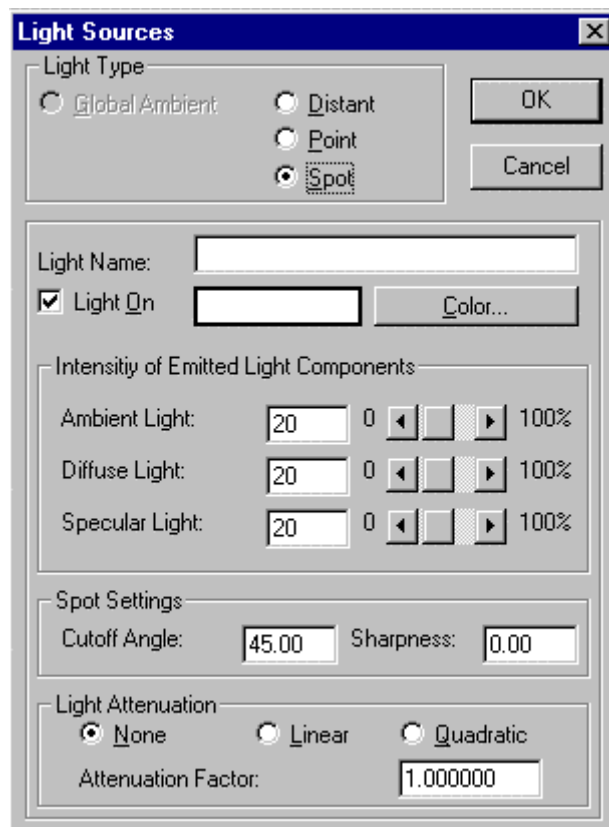 Light Sources
Light Type
Global Ambient
Distant
Point
Spot
OK
Cancel
Light Name:
Light On
Color...
Intensitiy of Emitted Light Components
Ambient Light: 20 0 100%
Diffuse Light: 20 0 100%
Specular Light: 20 0 100%
Spot Settings
Cutoff Angle: 45.00 Sharpness: 0.00
Light Attenuation
None Linear Quadratic
Attenuation Factor: 1.000000